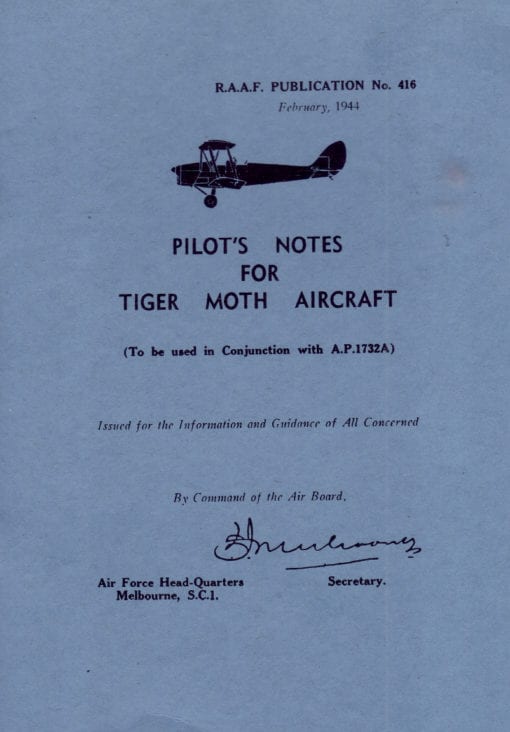 R.A.A.F. PUBLICATION No. 416
February, 1944
PILOT'S NOTES
FOR
TIGER MOTH AIRCRAFT
(To be used in Conjunction with A.P.1732A)
Issued for the Information and Guidance of All Concerned
By Command of the Air Board,
Air Force Head-Quarters Secretary.
Melbourne, S.C.1.